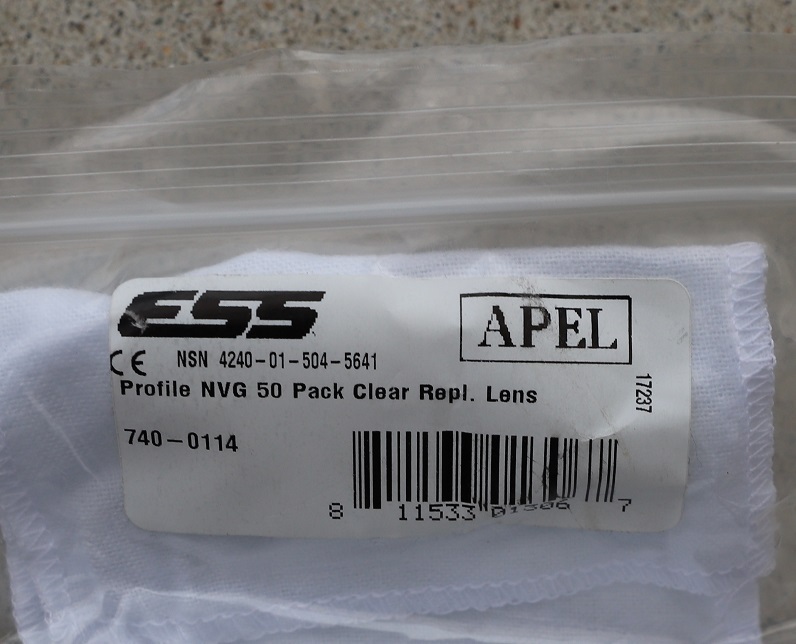 ESS
APEL
CE NSN 4240-01-504-5641
Profile NVG 50 Pack Clear Repl. Lens
17237
740-0114
8 11533 7